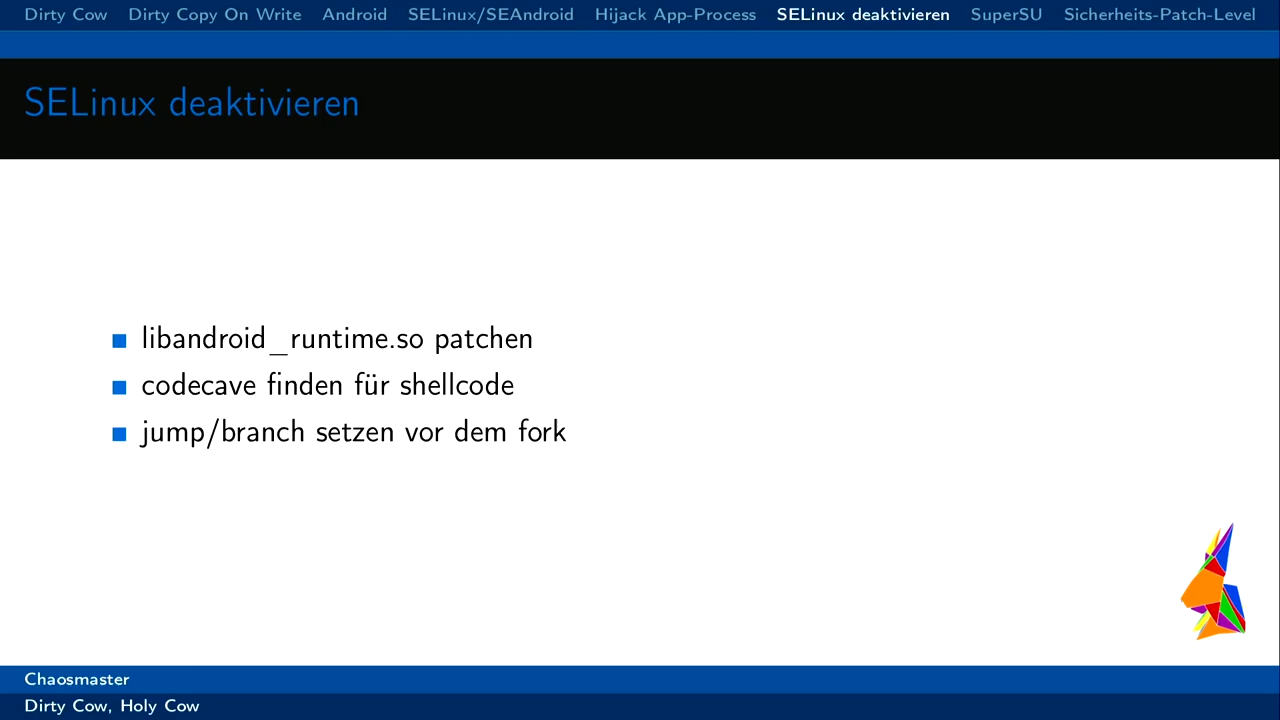 Dirty Cow Dirty Copy On Write Android SELinux/SEAndroid Hijack App-Process SELinux deaktivieren SuperSU Sicherheits-Patch-Level
SELinux deaktivieren
libandroid_runtime.so patchen
codecave finden für shellcode
jump/branch setzen vor dem fork
Chaosmaster
Dirty Cow, Holy Cow